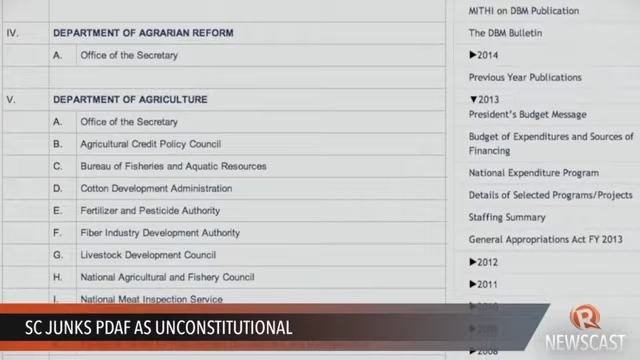 IV. DEPARTMENT OF AGRARIAN REFORM
A. Office of the Secretary
V. DEPARTMENT OF AGRICULTURE
A. Office of the Secretary
B. Agricultural Credit Policy Council
C. Bureau of Fisheries and Aquatic Resources
D. Cotton Development Administration
E. Fertilizer and Pesticide Authority
F. Fiber Industry Development Authority
G. Livestock Development Council
H. National Agricultural and Fishery Council
I. National Meat Inspection Service
MITHI on DBM Publication
The DBM Bulletin
▶2014
Previous Year Publications
▼2013
President's Budget Message
Budget of Expenditures and Sources of
Financing
National Expenditure Program
Details of Selected Programs/Projects
Staffing Summary
General Appropriations Act FY 2013
▶2012
▶2011
2008
SC JUNKS PDAF AS UNCONSTITUTIONAL
R
NEWSCAST